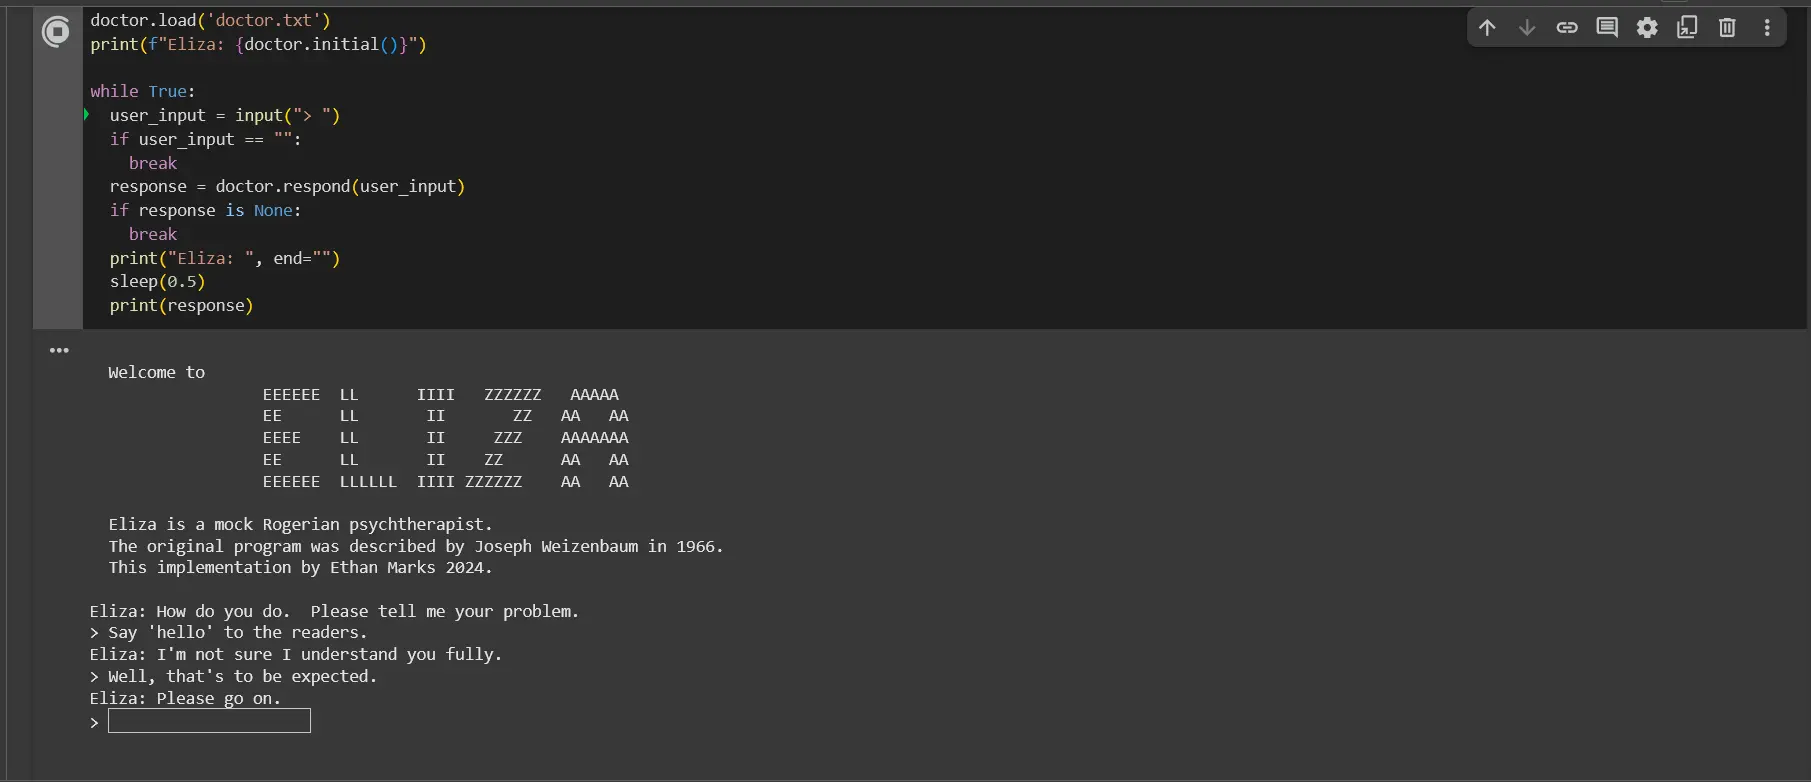 doctor.load('doctor.txt')
print(f"Eliza: {doctor.initial()}")

while True:
  user_input = input("> ")
  if user_input == "":
    break
  response = doctor.respond(user_input)
  if response is None:
    break
  print("Eliza: ", end="")
  sleep(0.5)
  print(response)

  Welcome to
                  EEEEEE  LL      IIII   ZZZZZZ   AAAAA
                  EE      LL       II       ZZ   AA   AA
                  EEEE    LL       II     ZZZ    AAAAAAA
                  EE      LL       II    ZZ      AA   AA
                  EEEEEE  LLLLLL  IIII ZZZZZZ    AA   AA

  Eliza is a mock Rogerian psychtherapist.
  The original program was described by Joseph Weizenbaum in 1966.
  This implementation by Ethan Marks 2024.

Eliza: How do you do.  Please tell me your problem.
> Say 'hello' to the readers.
Eliza: I'm not sure I understand you fully.
> Well, that's to be expected.
Eliza: Please go on.
>